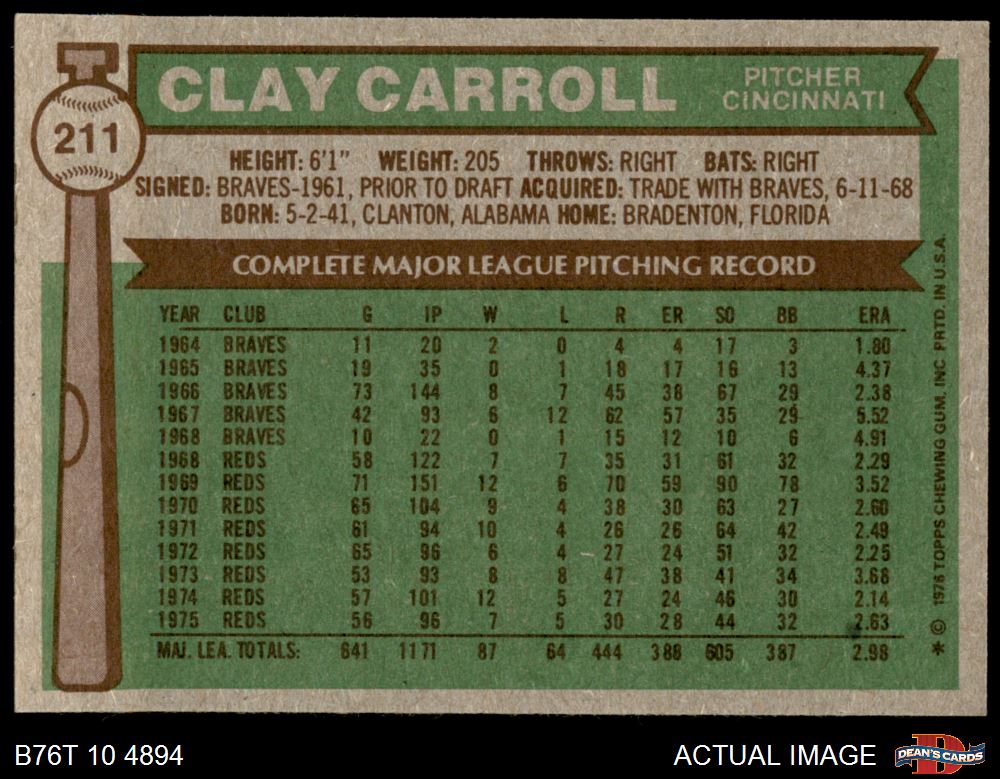 CLAY CARROLL
PITCHER
CINCINNATI
211
HEIGHT: 6'1" WEIGHT: 205 THROWS: RIGHT BATS: RIGHT
SIGNED: BRAVES-1961, PRIOR TO DRAFT ACQUIRED: TRADE WITH BRAVES, 6-11-68
BORN: 5-2-41, CLANTON, ALABAMA HOME: BRADENTON, FLORIDA
COMPLETE MAJOR LEAGUE PITCHING RECORD
YEAR CLUB G IP W L R ER SO BB ERA
1964 BRAVES 11 20 2 0 4 4 17 3 1.80
1965 BRAVES 19 35 0 1 18 17 16 13 4.37
1966 BRAVES 73 144 8 7 45 38 67 29 2.38
1967 BRAVES 42 93 6 12 62 57 35 29 5.52
1968 BRAVES 10 22 0 1 15 12 10 6 4.91
1968 REDS 58 122 7 7 35 31 61 32 2.29
1969 REDS 71 151 12 6 70 59 90 78 3.52
1970 REDS 65 104 9 4 38 30 63 27 2.60
1971 REDS 61 94 10 4 26 26 64 42 2.49
1972 REDS 65 96 6 4 27 24 51 32 2.25
1973 REDS 53 93 8 8 47 38 41 34 3.68
1974 REDS 57 101 12 5 27 24 46 30 2.14
1975 REDS 56 96 7 5 30 28 44 32 2.63
MAJ. LEA. TOTALS: 641 1171 87 64 444 388 605 387 2.98
* © 1976 TOPPS CHEWING GUM, INC PRTD. IN U.S.A.
B76T 10 4894
ACTUAL IMAGE
DEAN'S CARDS